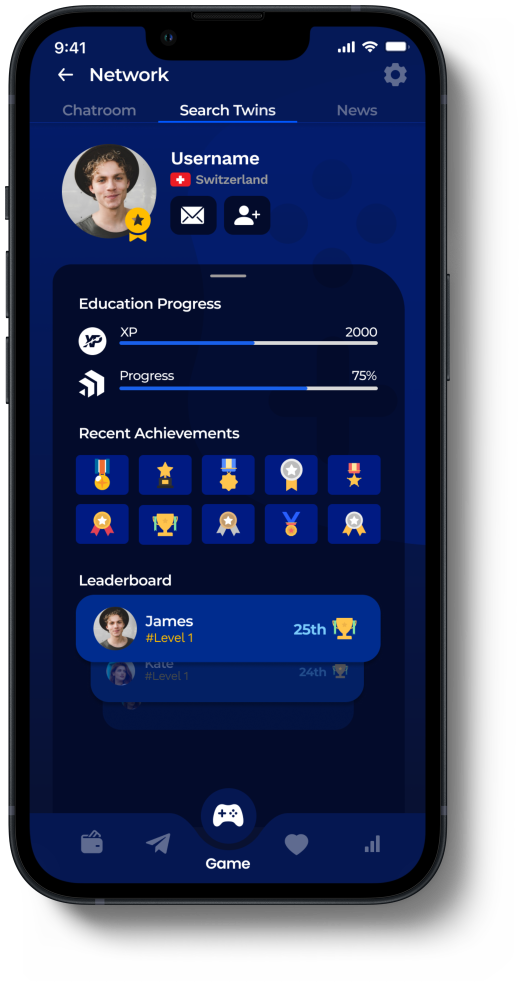 9:41
Network
Chatroom Search Twins News
Username
Switzerland
Education Progress
XP 2000
XP
Progress 75%
Recent Achievements
Leaderboard
James
#Level 1
25th
Kate
#Level 1
24th
Game